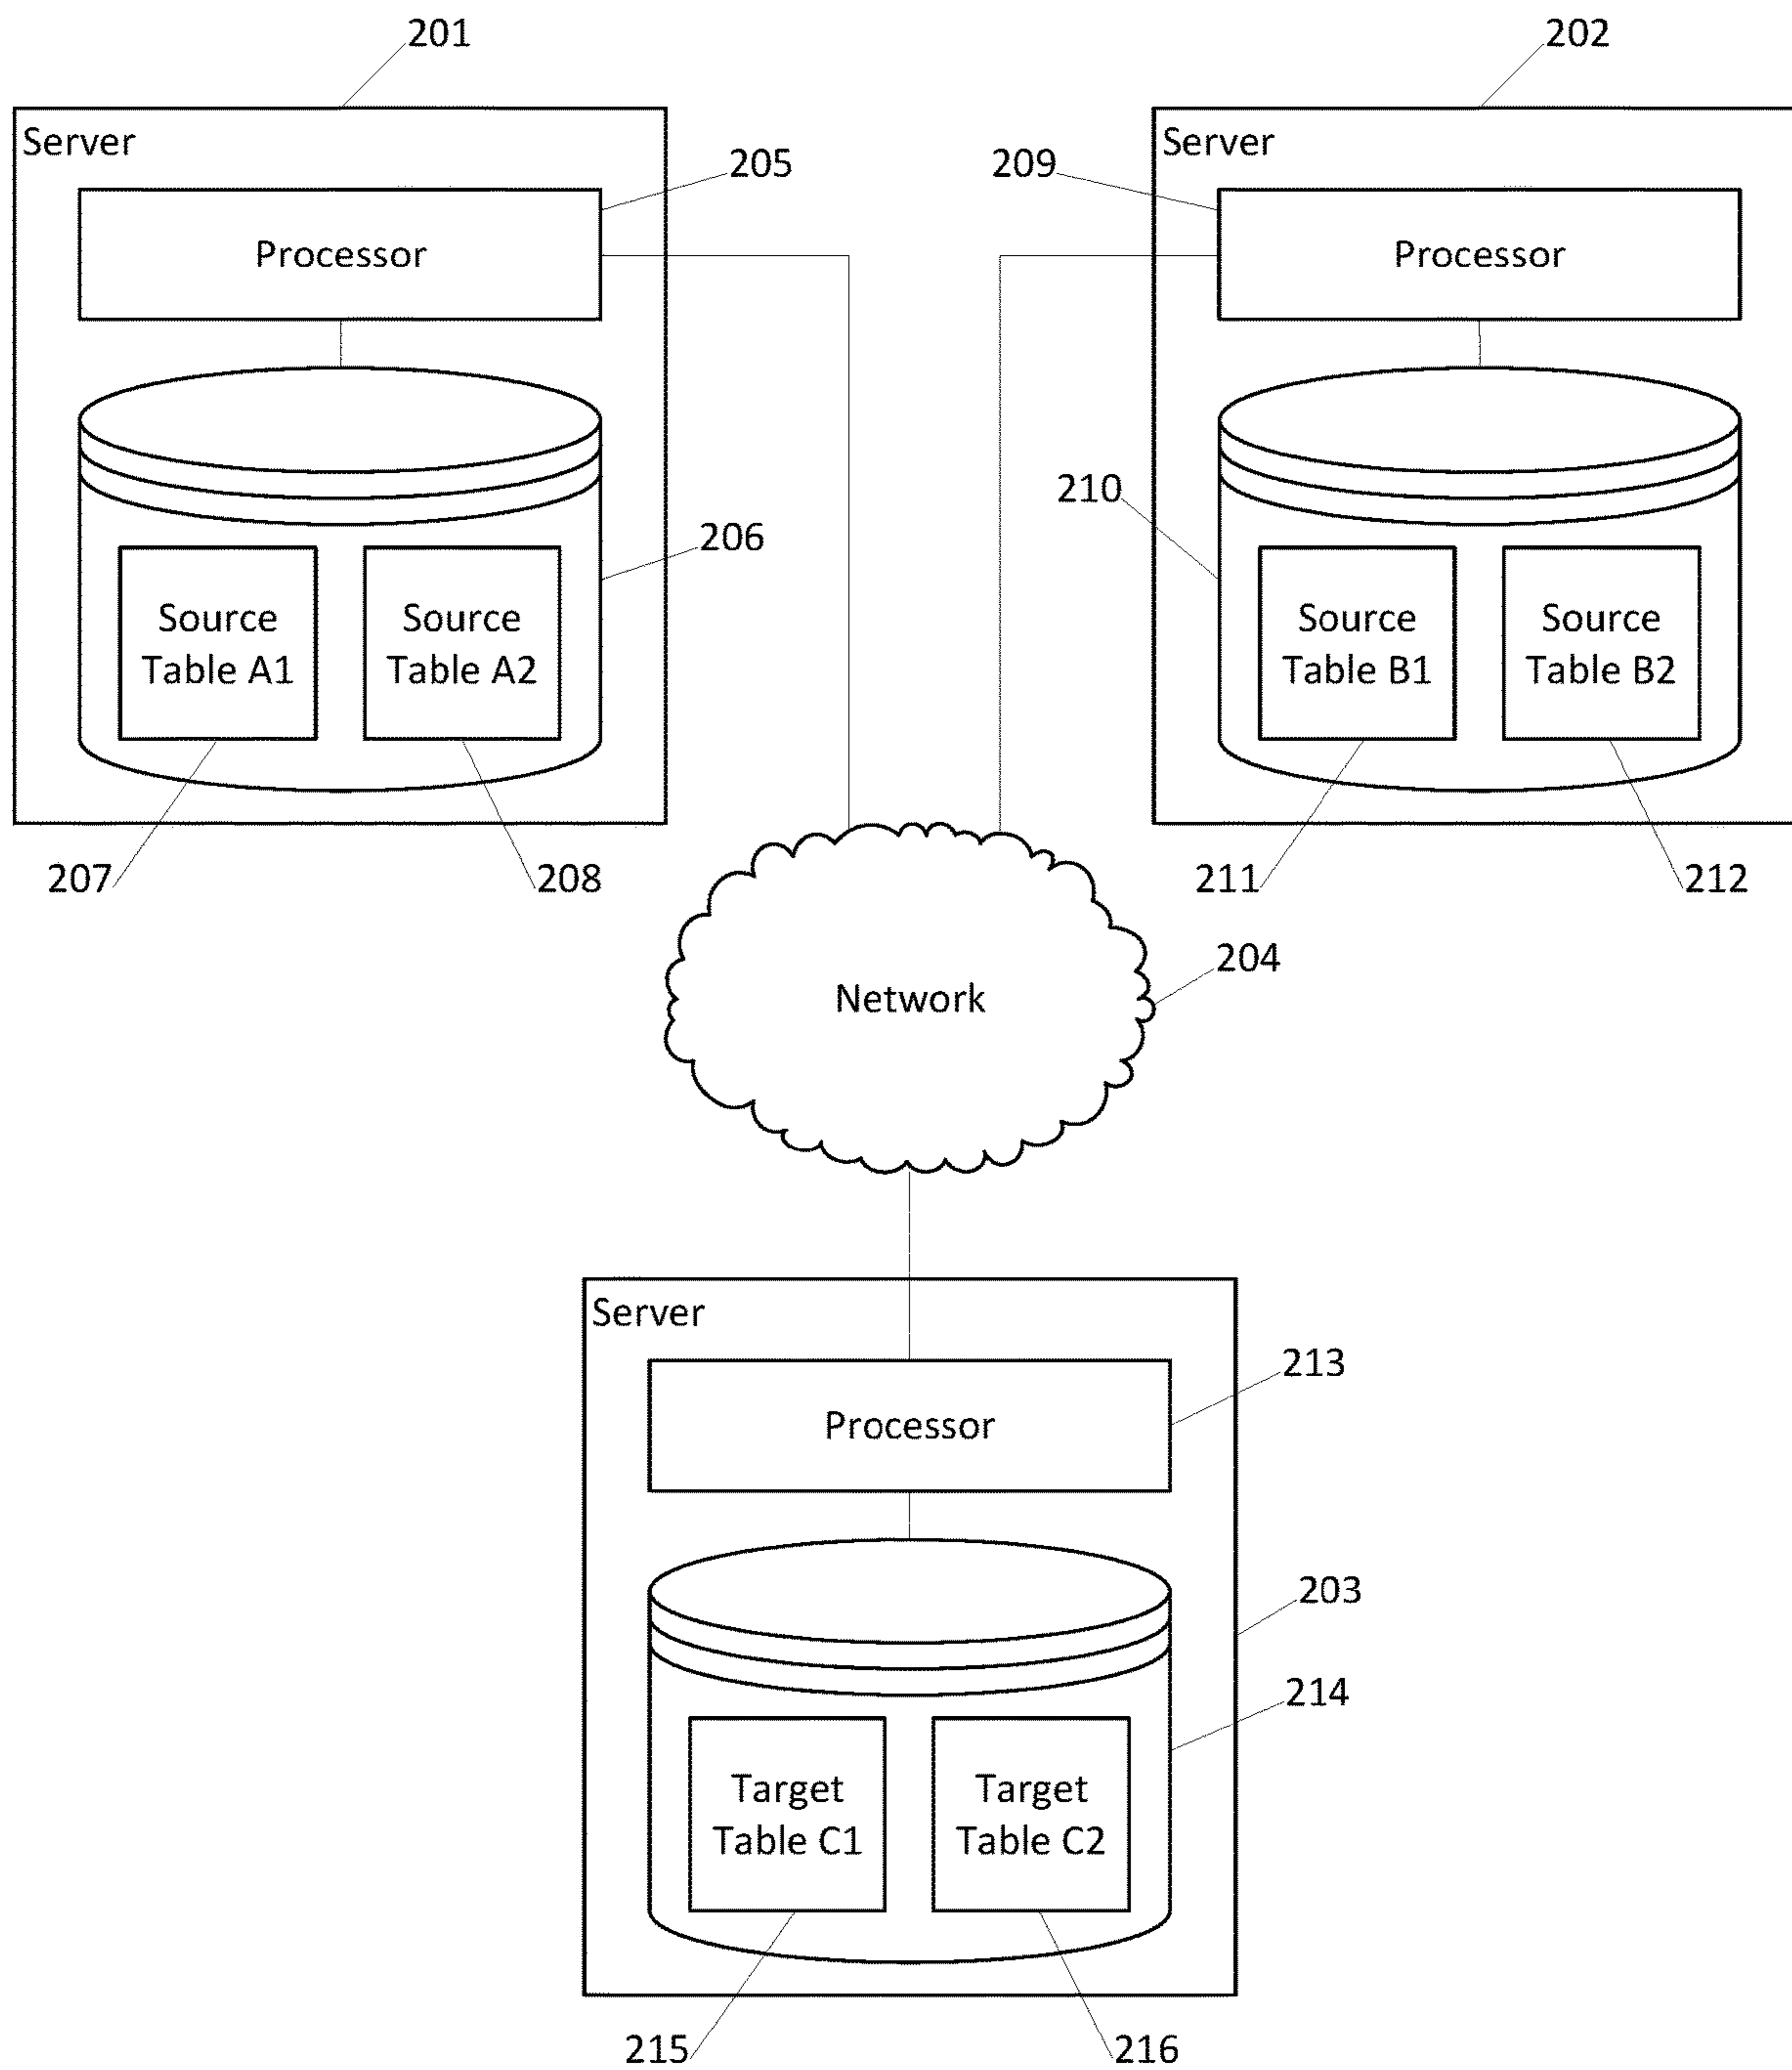 201
202
Server
Server
205
209
Processor
Processor
210
206
Source
Table A1
Source
Table A2
Source
Table B1
Source
Table B2
207
208
211
212
204
Network
Server
213
Processor
203
214
Target
Table C1
Target
Table C2
215
216